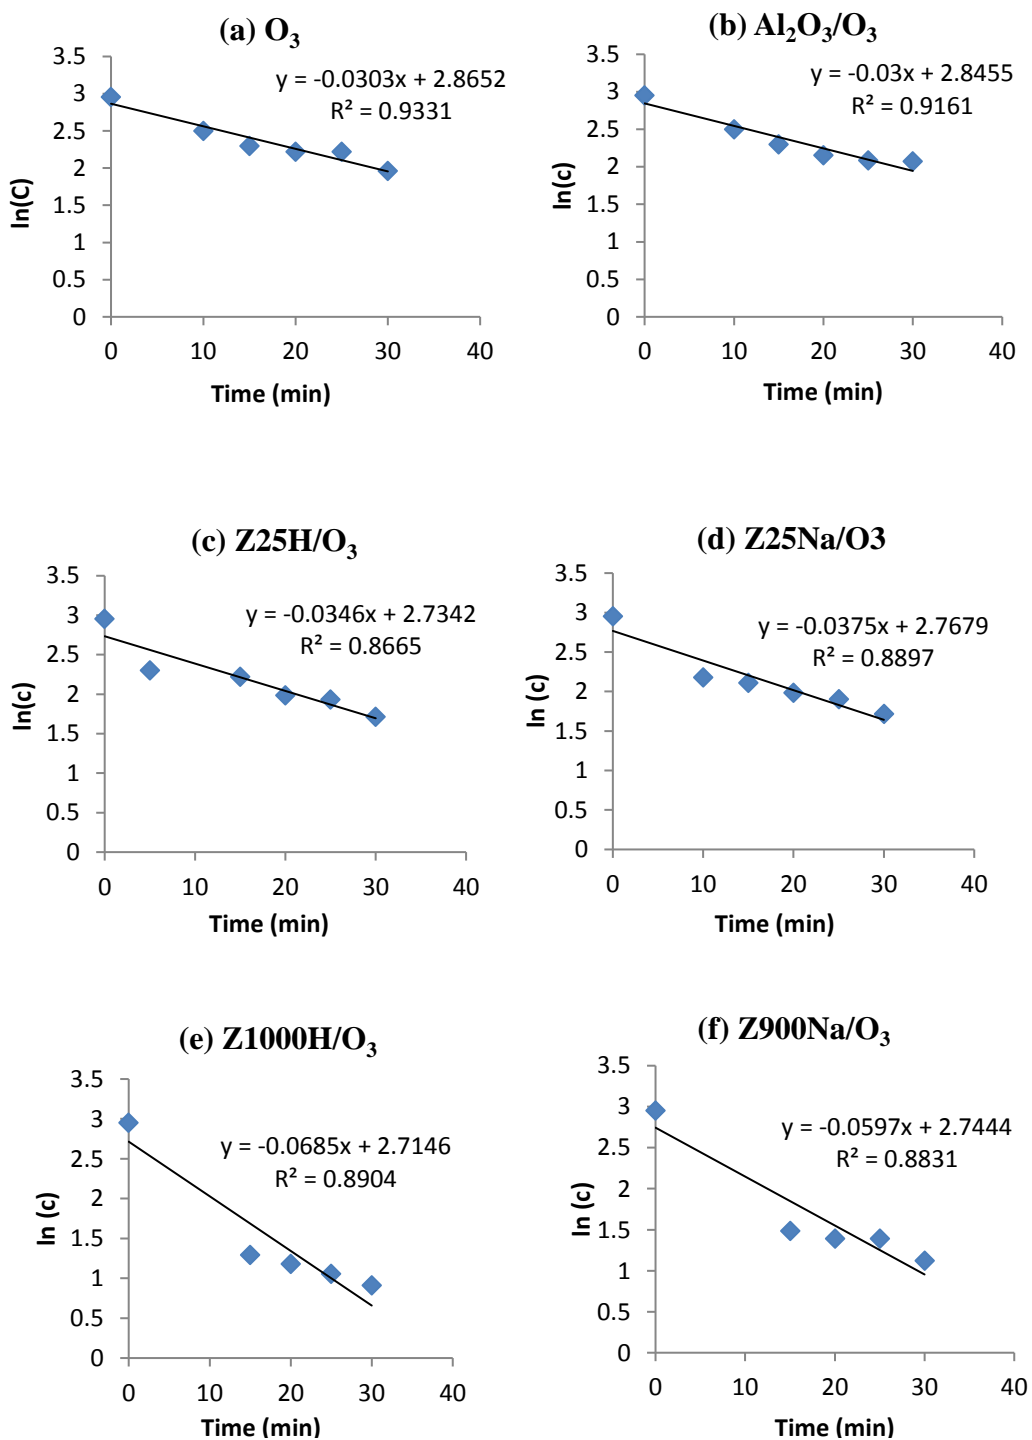 (a) O₃
y = -0.0303x + 2.8652
R² = 0.9331
3.5
3
2.5
2
1.5
1
0.5
0
ln(C)
0 10 20 30 40
Time (min)
(b) Al₂O₃/O₃
y = -0.03x + 2.8455
R² = 0.9161
3.5
3
2.5
2
1.5
1
0.5
0
ln(c)
0 10 20 30 40
Time (min)
(c) Z25H/O₃
y = -0.0346x + 2.7342
R² = 0.8665
3.5
3
2.5
2
1.5
1
0.5
0
ln(c)
0 10 20 30 40
Time (min)
(d) Z25Na/O3
y = -0.0375x + 2.7679
R² = 0.8897
3.5
3
2.5
2
1.5
1
0.5
0
ln (c)
0 10 20 30 40
Time (min)
(e) Z1000H/O₃
y = -0.0685x + 2.7146
R² = 0.8904
3.5
3
2.5
2
1.5
1
0.5
0
ln (c)
0 10 20 30 40
Time (min)
(f) Z900Na/O₃
y = -0.0597x + 2.7444
R² = 0.8831
3.5
3
2.5
2
1.5
1
0.5
0
ln (c)
0 10 20 30 40
Time (min)